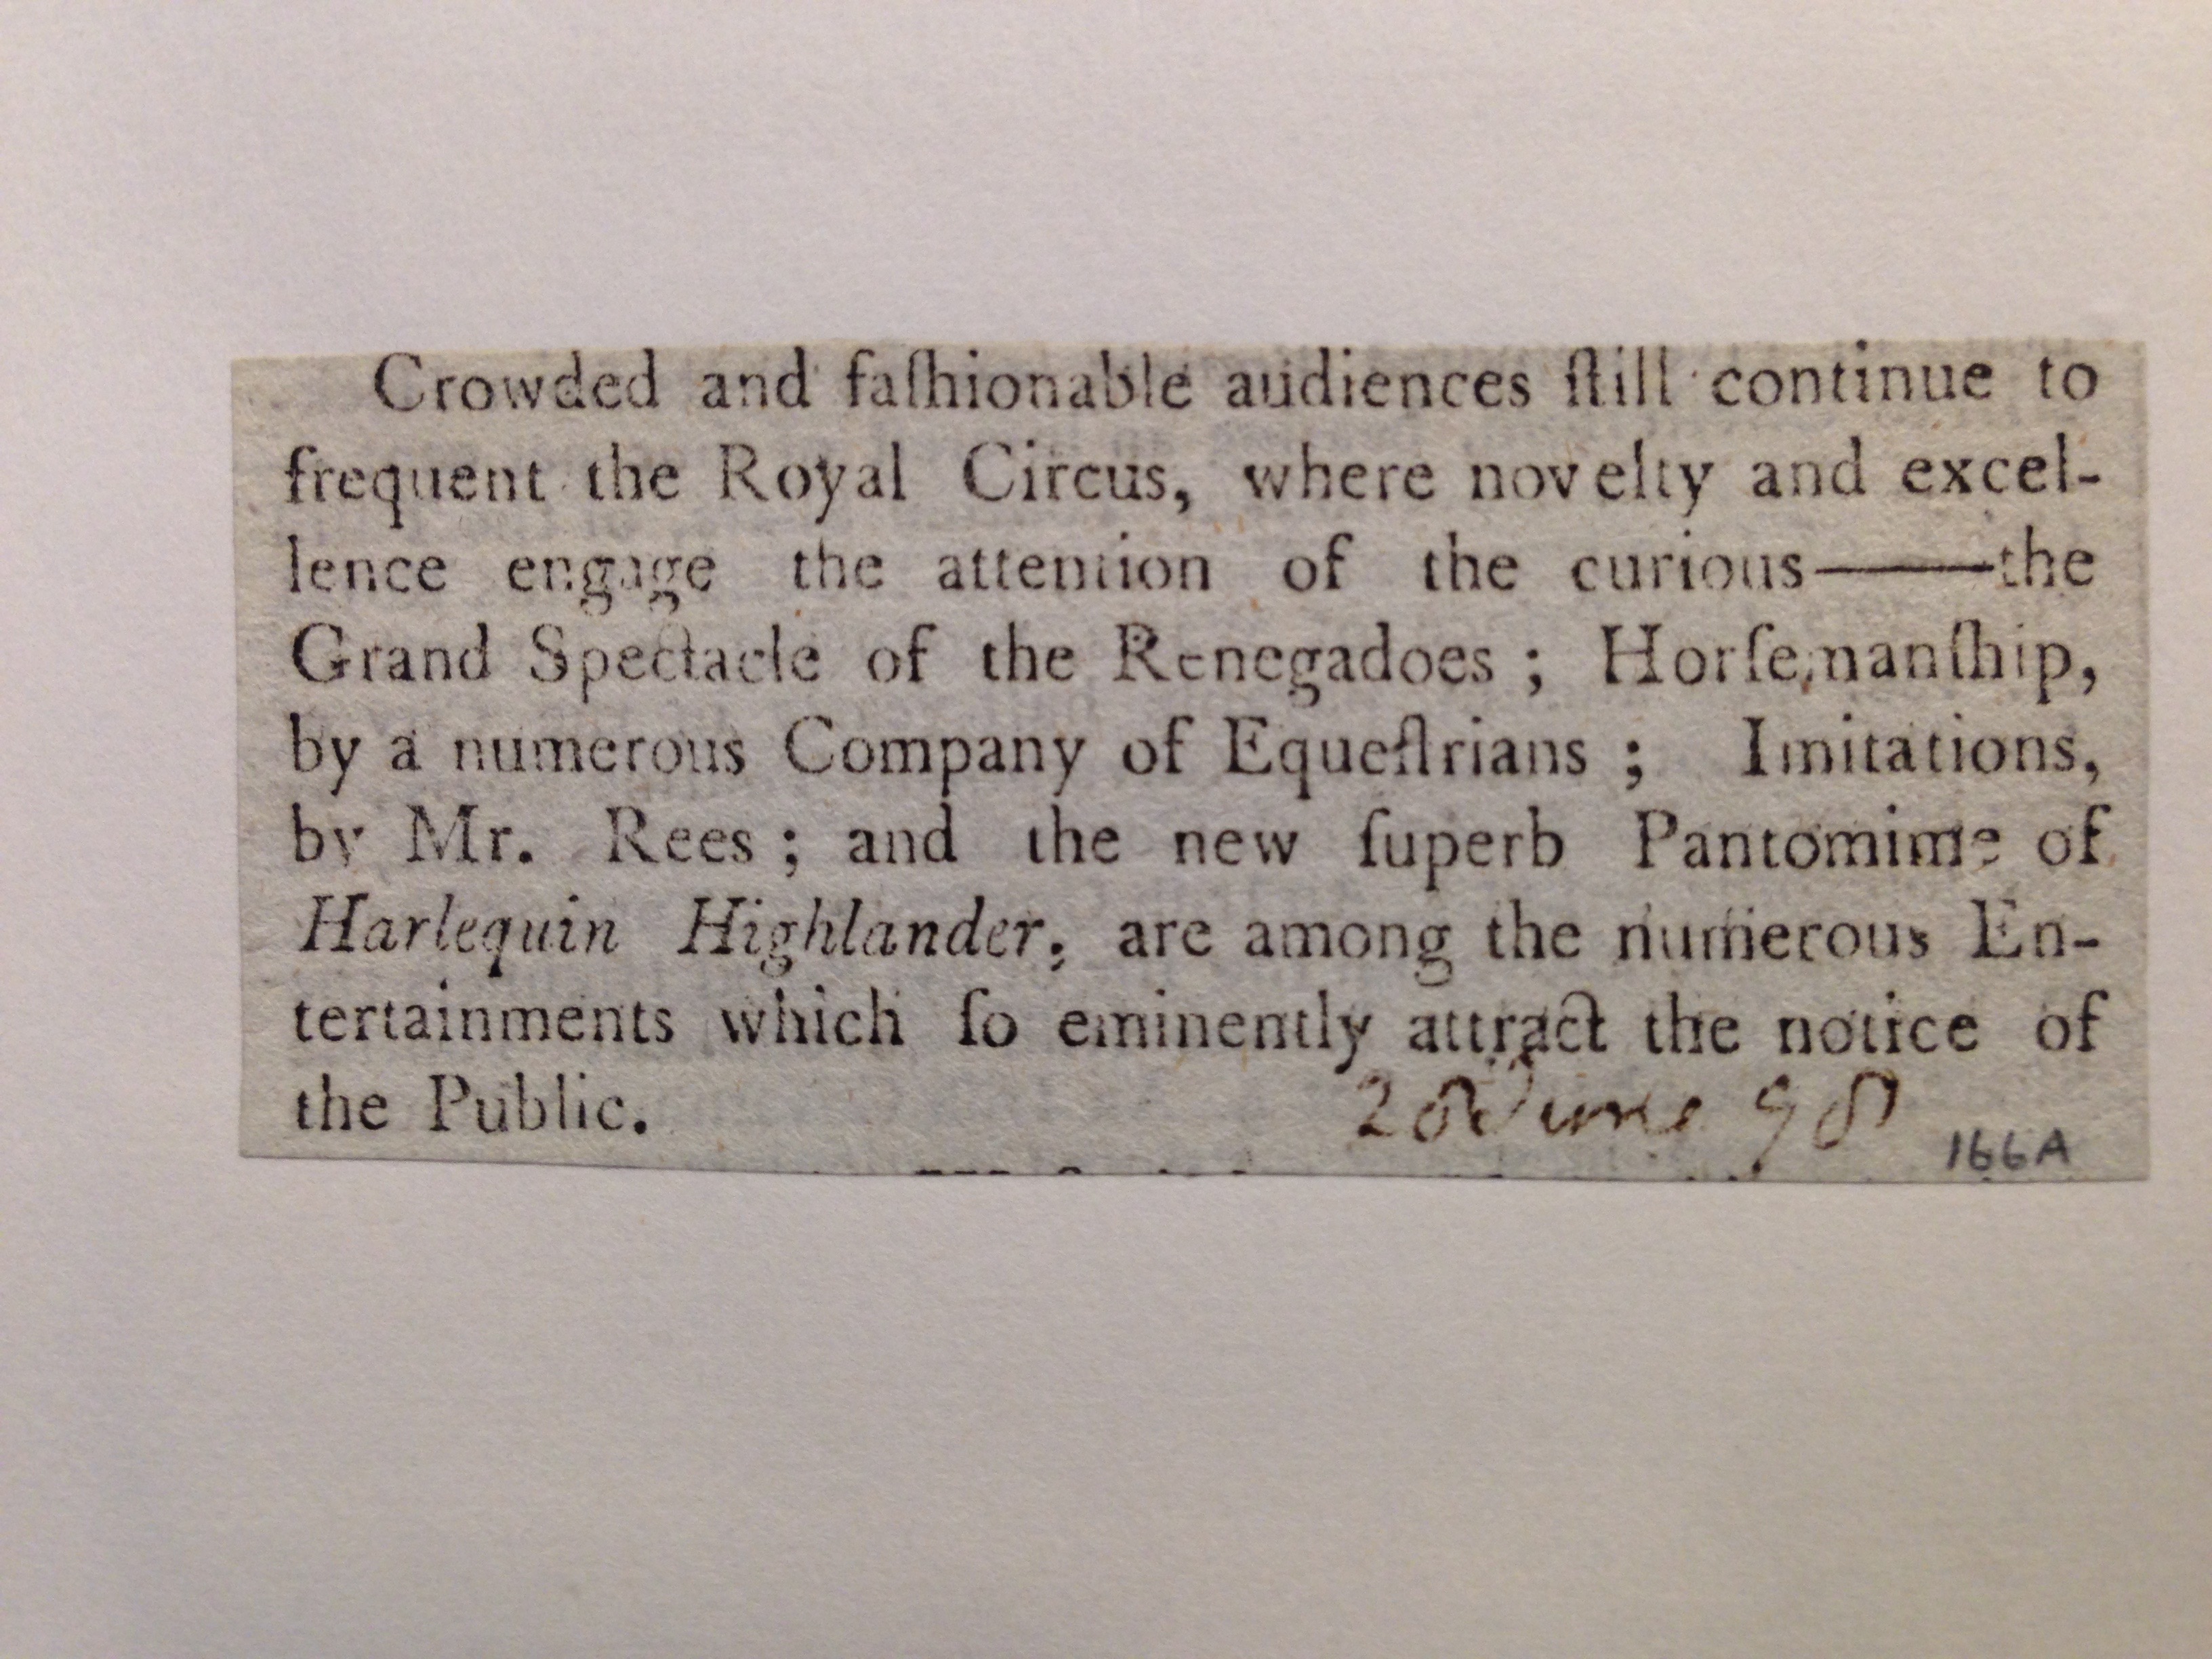 Crowded and faſhionable audiences ſtill continue to
frequent the Royal Circus, where novelty and excel-
lence engage the attention of the curious——the
Grand Spectacle of the Renegadoes ; Horſemanſhip,
by a numerous Company of Equeſtrians ; Imitations,
by Mr. Rees ; and the new ſuperb Pantomime of
Harlequin Highlander, are among the numerous En-
tertainments which ſo eminently attract the notice of
the Public.
June 98
166A